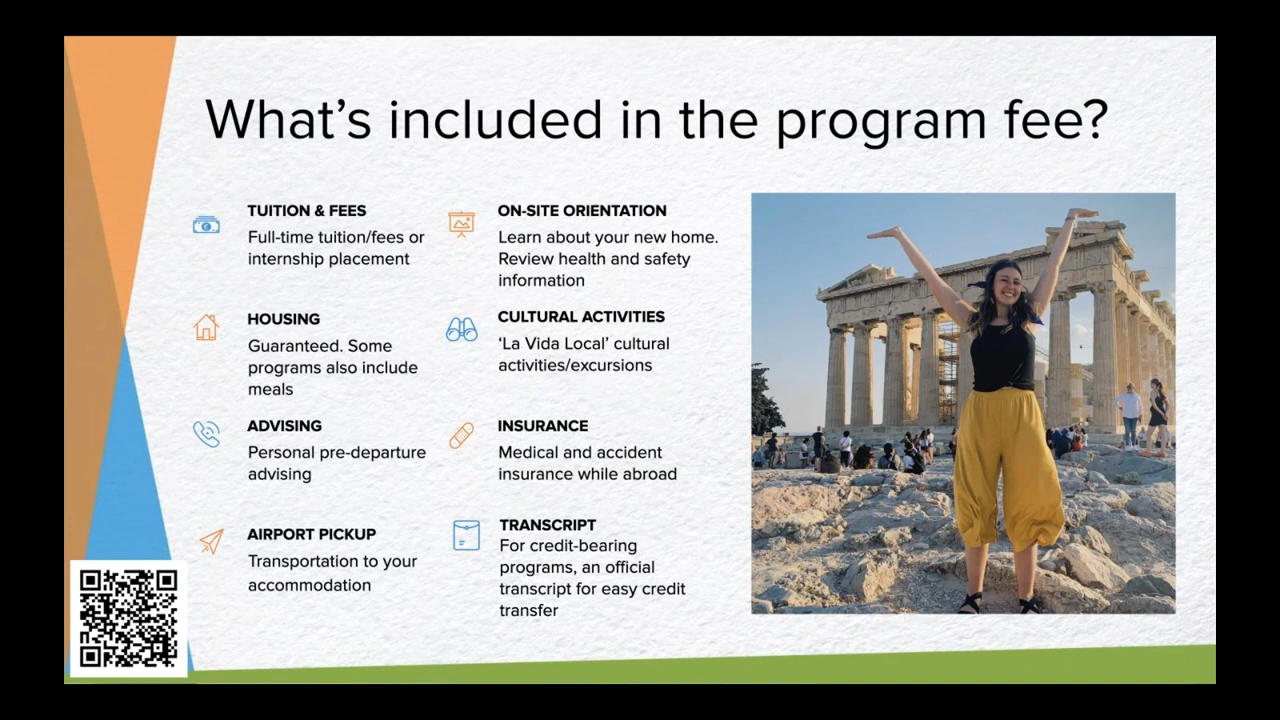 What's included in the program fee?
TUITION & FEES
Full-time tuition/fees or
internship placement
HOUSING
Guaranteed. Some
programs also include
meals
ADVISING
Personal pre-departure
advising
AIRPORT PICKUP
Transportation to your
accommodation
ON-SITE ORIENTATION
Learn about your new home.
Review health and safety
information
CULTURAL ACTIVITIES
‘La Vida Local’ cultural
activities/excursions
INSURANCE
Medical and accident
insurance while abroad
TRANSCRIPT
For credit-bearing
programs, an official
transcript for easy credit
transfer